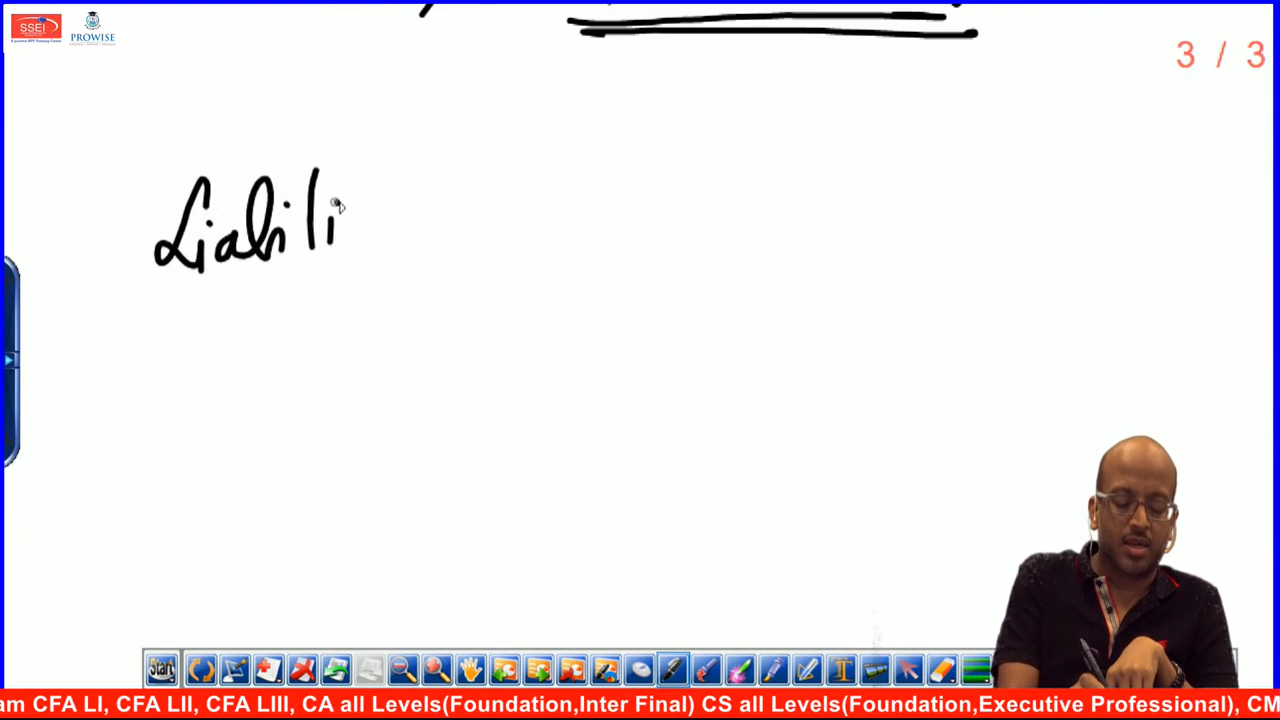 SSEI
PROWISE
3 / 3
Liabili
Start
am CFA LI, CFA LII, CFA LIII, CA all Levels(Foundation,Inter Final) CS all Levels(Foundation,Executive Professional), CM